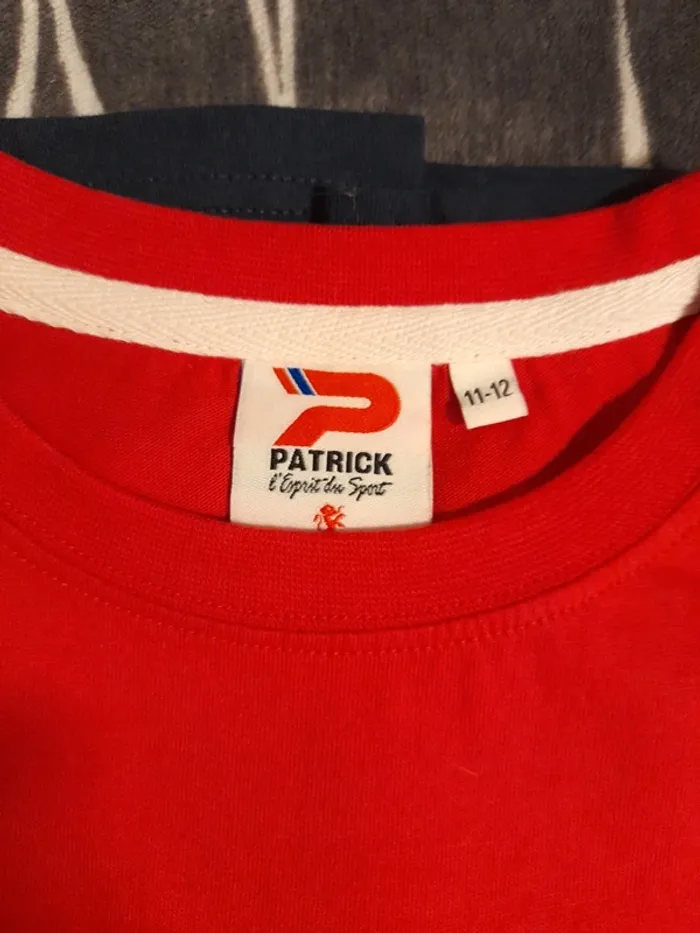 PATRICK
l'Esprit du Sport
11-12